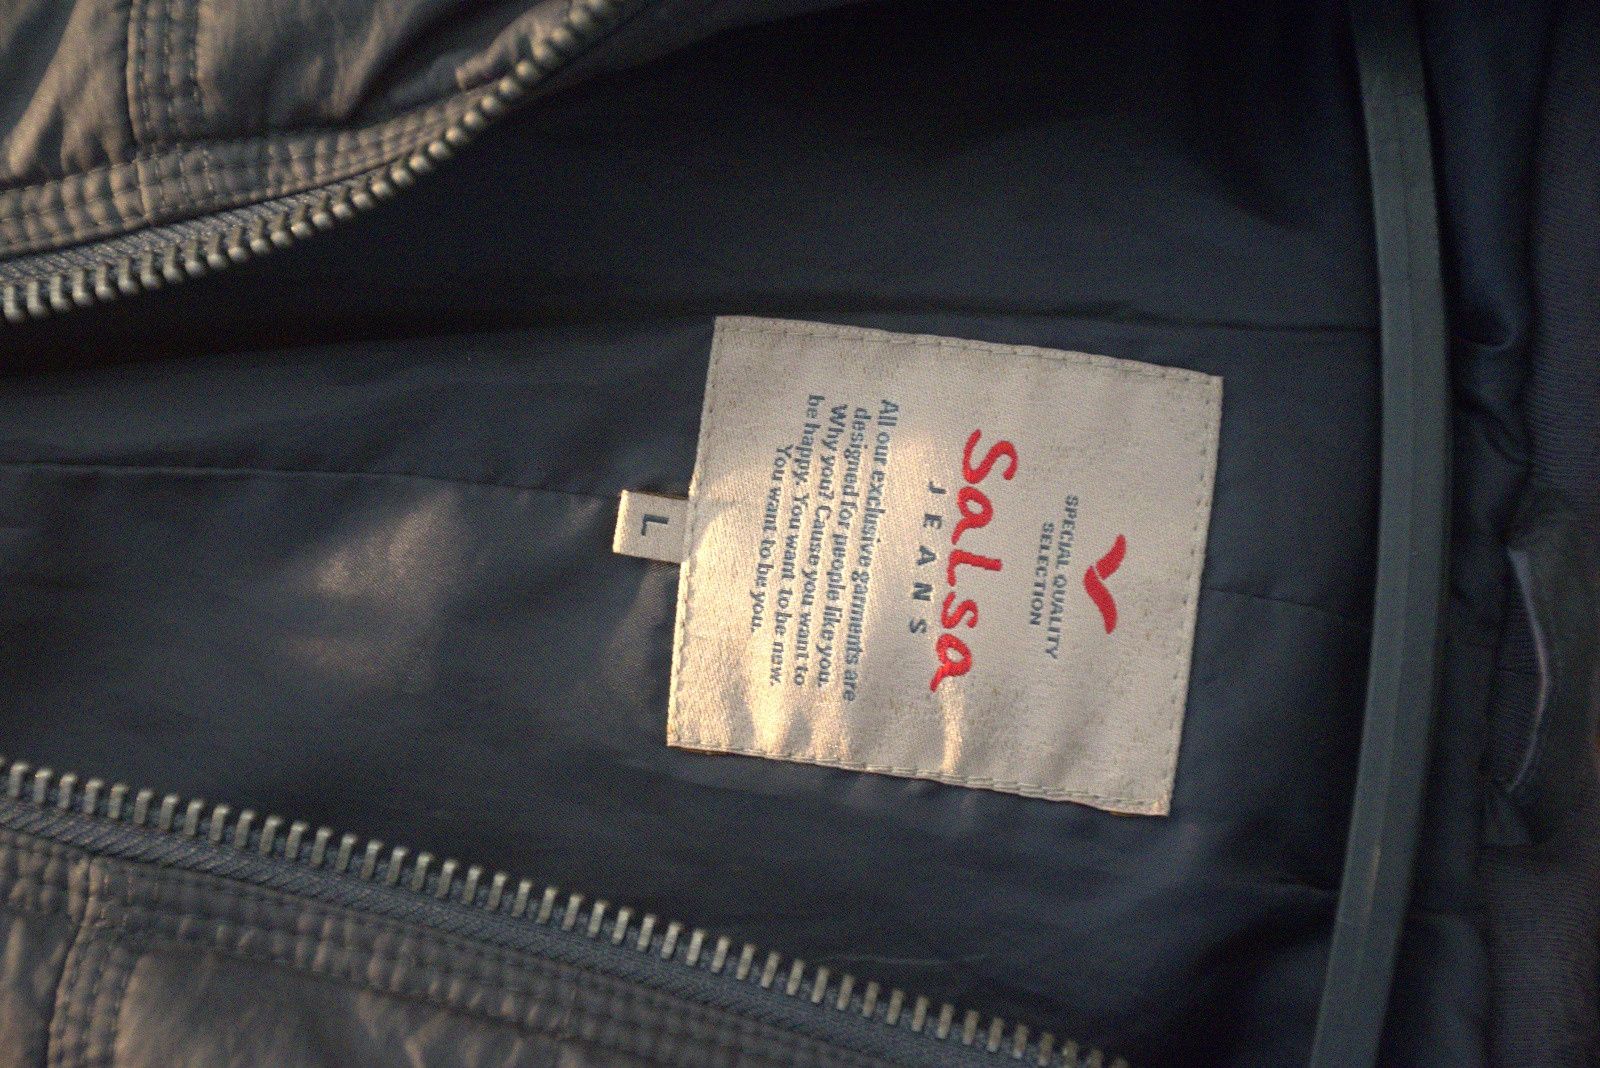 SPECIAL QUALITY
SELECTION
Salsa
JEANS
All our exclusive garments are
designed for people like you.
Why you? Cause you want to
be happy. You want to be new.
You want to be you.
L